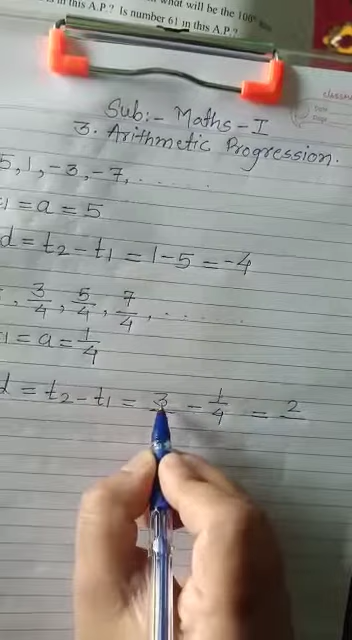 in this A.P.? what will be the 100th
in this A.P.? Is number 61 in this A.P.?
Sub:- Maths - I
3. Arithmetic Progression.
5, 1, -3, -7, .......
t1 = a = 5
d = t2 - t1 = 1 - 5 = -4
3/4, 5/4, 7/4, .......
t1 = a = 1/4
d = t2 - t1 = 3 - 1/4 = 2